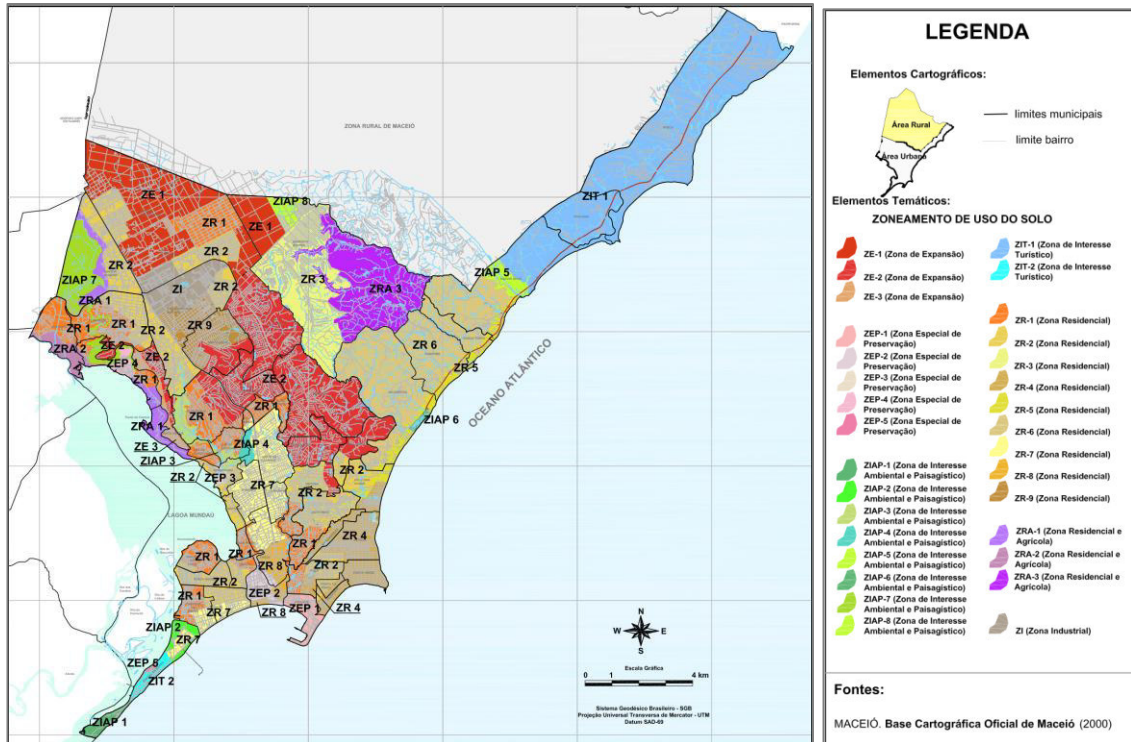 ZONA RURAL DE MACEIÓ
ZIT 1
ZE 1
ZIAP 8
ZR 1
ZE 1
ZR 2
ZR 2
ZR 3
ZIAP 5
ZIAP 7
ZI
ZR 2
ZRA 3
ZRA 1
ZR 1
ZR 1
ZR 2
ZR 9
ZR 6
ZRA 2
ZE 2
ZE 2
ZEP 4
ZR 5
ZR 1
ZE 2
OCEANO ATLÂNTICO
ZRA 1
ZR 1
ZR 1
ZIAP 6
ZE 3
ZIAP 4
ZIAP 3
ZR 2
ZEP 3
ZR 2
ZR 7
ZR 2
LAGOA MUNDAÚ
ZR 4
ZR 1
ZR 1
ZR 1
ZR 8
ZR 2
ZR 2
ZEP 2
ZR 1
ZR 7
ZR 8
ZEP 1
ZR 4
ZIAP 2
ZR 7
ZEP 5
ZIT 2
ZIAP 1
N
W E
S
Escala Gráfica
0 1 4 km
Sistema Geodésico Brasileiro - SGB
Projeção Universal Transversa de Mercator - UTM
Datum SAD-69
LEGENDA
Elementos Cartográficos:
Área Rural
Área Urbana
limites municipais
limite bairro
Elementos Temáticos:
ZONEAMENTO DE USO DO SOLO
ZE-1 (Zona de Expansão)
ZE-2 (Zona de Expansão)
ZE-3 (Zona de Expansão)
ZEP-1 (Zona Especial de
Preservação)
ZEP-2 (Zona Especial de
Preservação)
ZEP-3 (Zona Especial de
Preservação)
ZEP-4 (Zona Especial de
Preservação)
ZEP-5 (Zona Especial de
Preservação)
ZIAP-1 (Zona de Interesse
Ambiental e Paisagístico)
ZIAP-2 (Zona de Interesse
Ambiental e Paisagístico)
ZIAP-3 (Zona de Interesse
Ambiental e Paisagístico)
ZIAP-4 (Zona de Interesse
Ambiental e Paisagístico)
ZIAP-5 (Zona de Interesse
Ambiental e Paisagístico)
ZIAP-6 (Zona de Interesse
Ambiental e Paisagístico)
ZIAP-7 (Zona de Interesse
Ambiental e Paisagístico)
ZIAP-8 (Zona de Interesse
Ambiental e Paisagístico)
ZIT-1 (Zona de Interesse
Turístico)
ZIT-2 (Zona de Interesse
Turístico)
ZR-1 (Zona Residencial)
ZR-2 (Zona Residencial)
ZR-3 (Zona Residencial)
ZR-4 (Zona Residencial)
ZR-5 (Zona Residencial)
ZR-6 (Zona Residencial)
ZR-7 (Zona Residencial)
ZR-8 (Zona Residencial)
ZR-9 (Zona Residencial)
ZRA-1 (Zona Residencial e
Agrícola)
ZRA-2 (Zona Residencial e
Agrícola)
ZRA-3 (Zona Residencial e
Agrícola)
ZI (Zona Industrial)
Fontes:
MACEIÓ. Base Cartográfica Oficial de Maceió (2000)